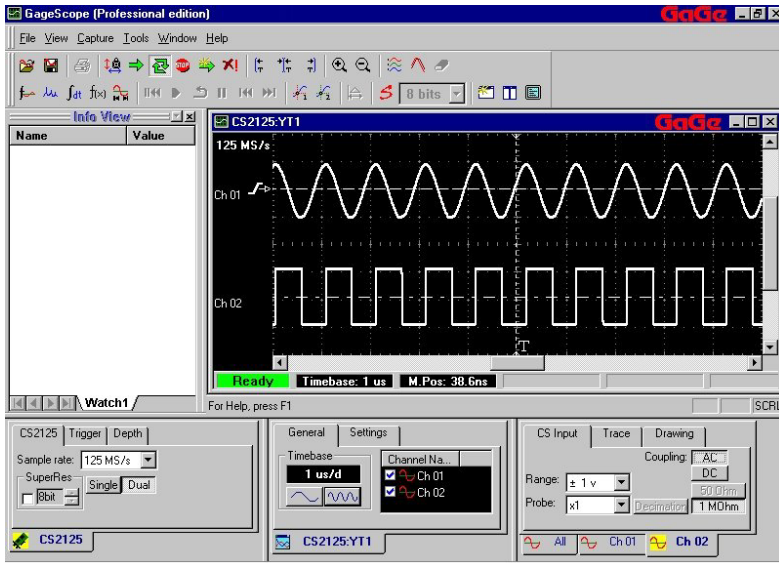 GageScope (Professional edition)
GaGe
File View Capture Tools Window Help
8 bits
Info View
Name Value
CS2125:YT1
GaGe
125 MS/s
Ch 01
Ch 02
T
Ready Timebase: 1 us M.Pos: 38.6ns
Watch1
For Help, press F1
SCRL
CS2125 Trigger Depth
Sample rate: 125 MS/s
SuperRes
8bit
Single Dual
CS2125
General Settings
Timebase
1 us/d
Channel Na...
Ch 01
Ch 02
CS2125:YT1
CS Input Trace Drawing
Coupling: AC
DC
50 Ohm
1 MOhm
Range: ± 1 v
Probe: x1
Decimation
All Ch 01 Ch 02